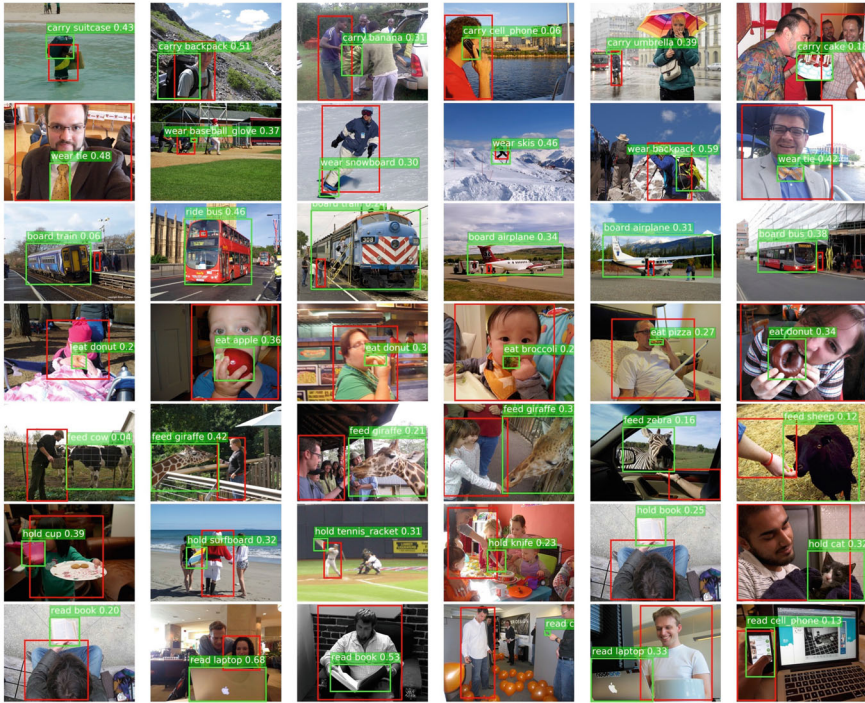 carry suitcase 0.43
carry backpack 0.51
carry banana 0.31
carry cell_phone 0.06
carry umbrella 0.39
carry cake 0.18
wear tie 0.48
wear baseball_glove 0.37
wear snowboard 0.30
wear skis 0.46
wear backpack 0.59
wear tie 0.42
board train 0.06
ride bus 0.46
board train
board airplane 0.34
board airplane 0.31
board bus 0.38
eat donut 0.2
eat apple 0.36
eat donut 0.3
eat broccoli 0.2
eat pizza 0.27
eat donut 0.34
feed cow 0.04
feed giraffe 0.42
feed giraffe 0.21
feed giraffe 0.3
feed zebra 0.16
feed sheep 0.12
hold cup 0.39
hold surfboard 0.32
hold tennis_racket 0.31
hold knife 0.23
hold book 0.25
hold cat 0.32
read book 0.20
read laptop 0.68
read book 0.53
read c
read laptop 0.33
read cell_phone 0.13